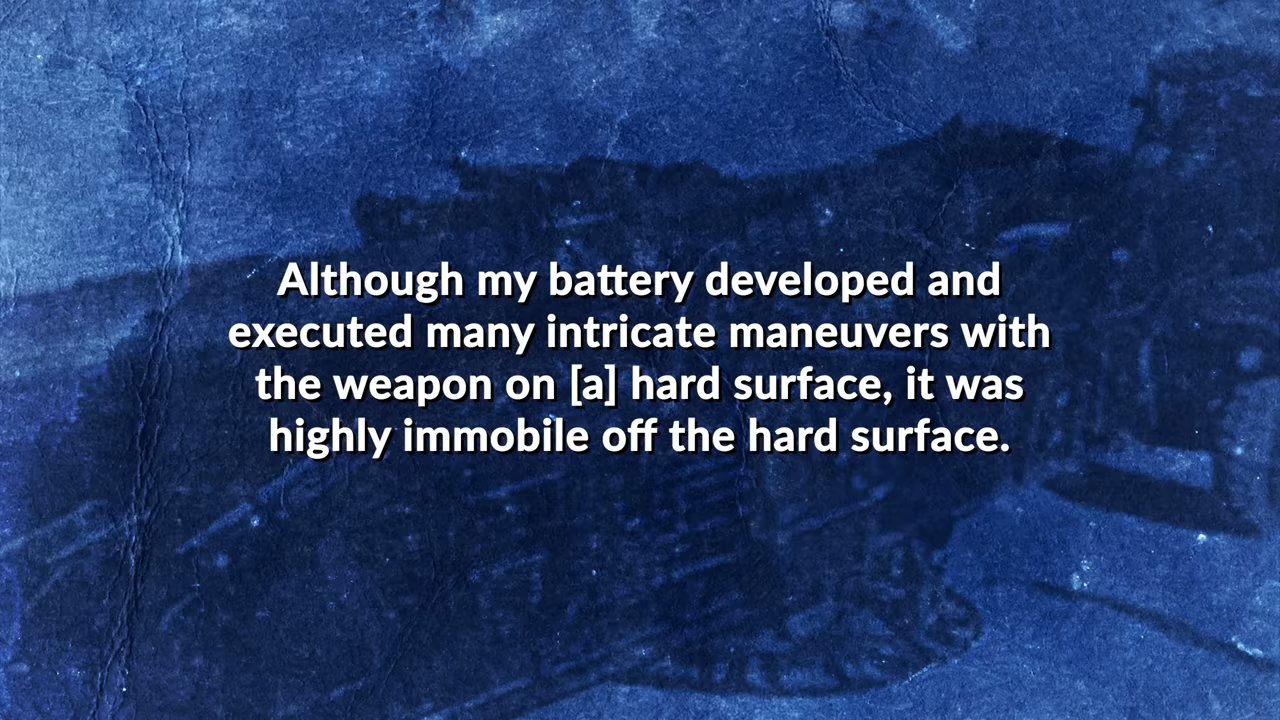 Although my battery developed and
executed many intricate maneuvers with
the weapon on [a] hard surface, it was
highly immobile off the hard surface.